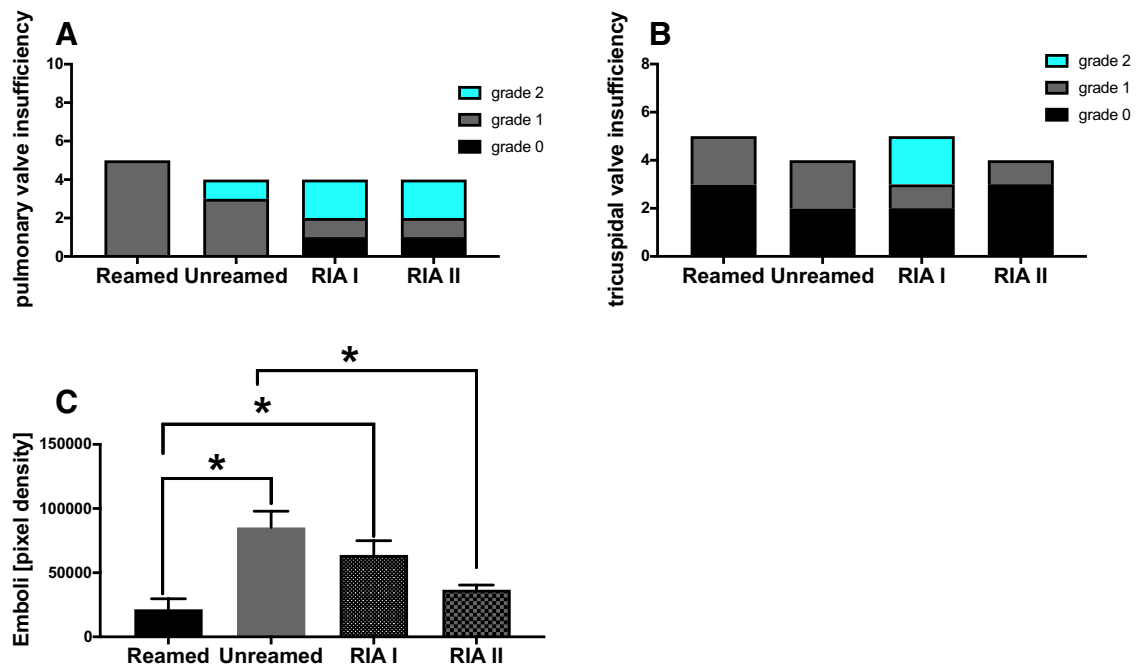 A
pulmonary valve insufficiency
10
8
6
4
2
0
grade 2
grade 1
grade 0
Reamed Unreamed RIA I RIA II
B
tricuspidal valve insufficiency
8
6
4
2
0
grade 2
grade 1
grade 0
Reamed Unreamed RIA I RIA II
C
Emboli [pixel density]
150000
100000
50000
0
*
*
*
Reamed Unreamed RIA I RIA II